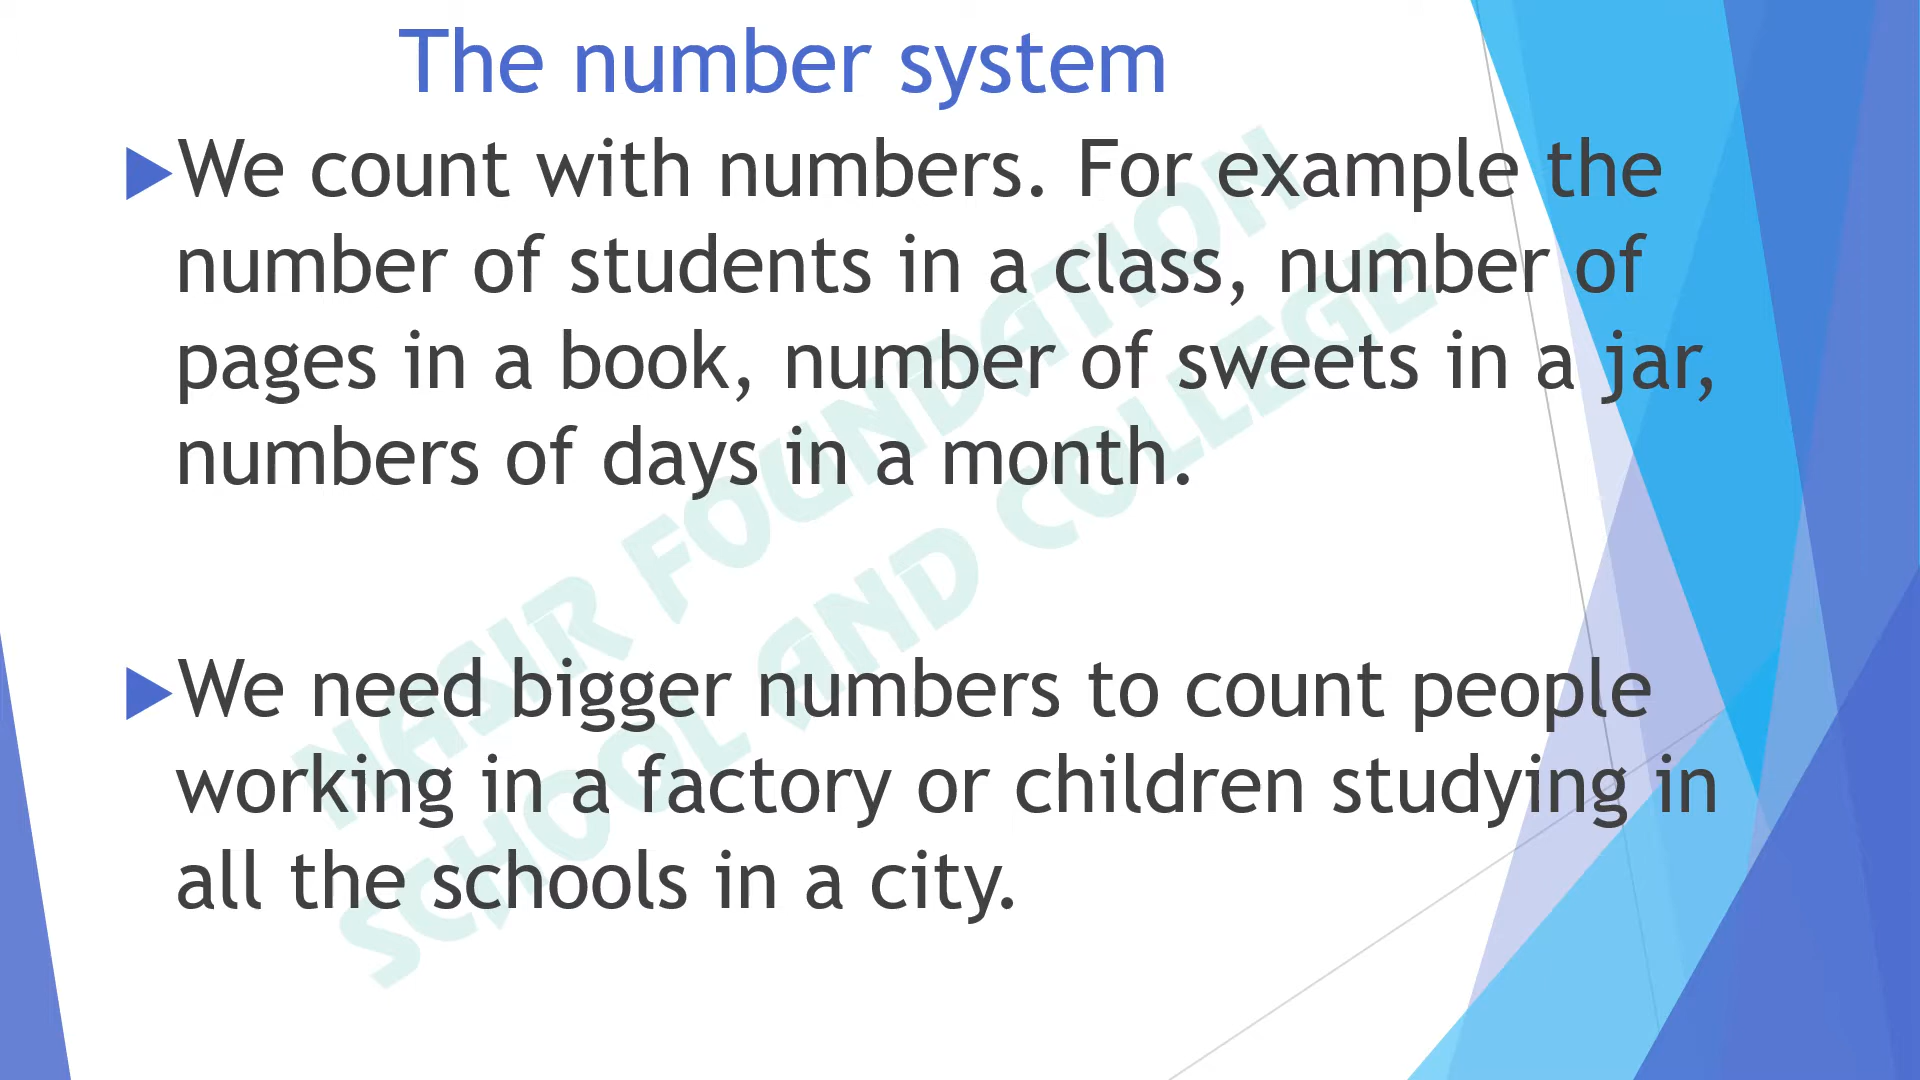 The number system
We count with numbers. For example the
number of students in a class, number of
pages in a book, number of sweets in a jar,
numbers of days in a month.
We need bigger numbers to count people
working in a factory or children studying in
all the schools in a city.
NASIR FOUNDATION
SCHOOL AND COLLEGE